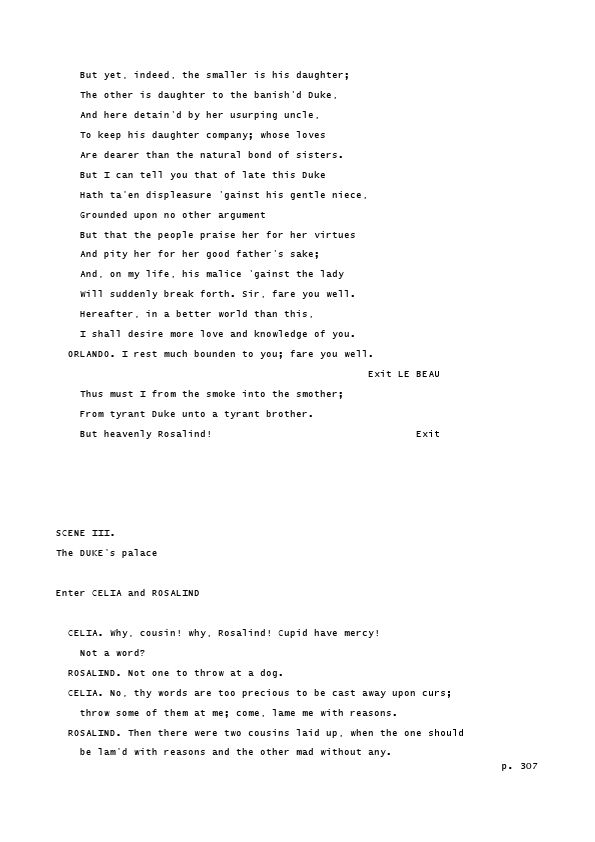 But yet, indeed, the smaller is his daughter;
The other is daughter to the banish'd Duke,
And here detain'd by her usurping uncle,
To keep his daughter company; whose loves
Are dearer than the natural bond of sisters.
But I can tell you that of late this Duke
Hath ta'en displeasure 'gainst his gentle niece,
Grounded upon no other argument
But that the people praise her for her virtues
And pity her for her good father's sake;
And, on my life, his malice 'gainst the lady
Will suddenly break forth. Sir, fare you well.
Hereafter, in a better world than this,
I shall desire more love and knowledge of you.
ORLANDO. I rest much bounden to you; fare you well.
Exit LE BEAU
Thus must I from the smoke into the smother;
From tyrant Duke unto a tyrant brother.
But heavenly Rosalind! Exit
SCENE III.
The DUKE's palace
Enter CELIA and ROSALIND
CELIA. Why, cousin! why, Rosalind! Cupid have mercy!
Not a word?
ROSALIND. Not one to throw at a dog.
CELIA. No, thy words are too precious to be cast away upon curs;
throw some of them at me; come, lame me with reasons.
ROSALIND. Then there were two cousins laid up, when the one should
be lam'd with reasons and the other mad without any.
p. 307